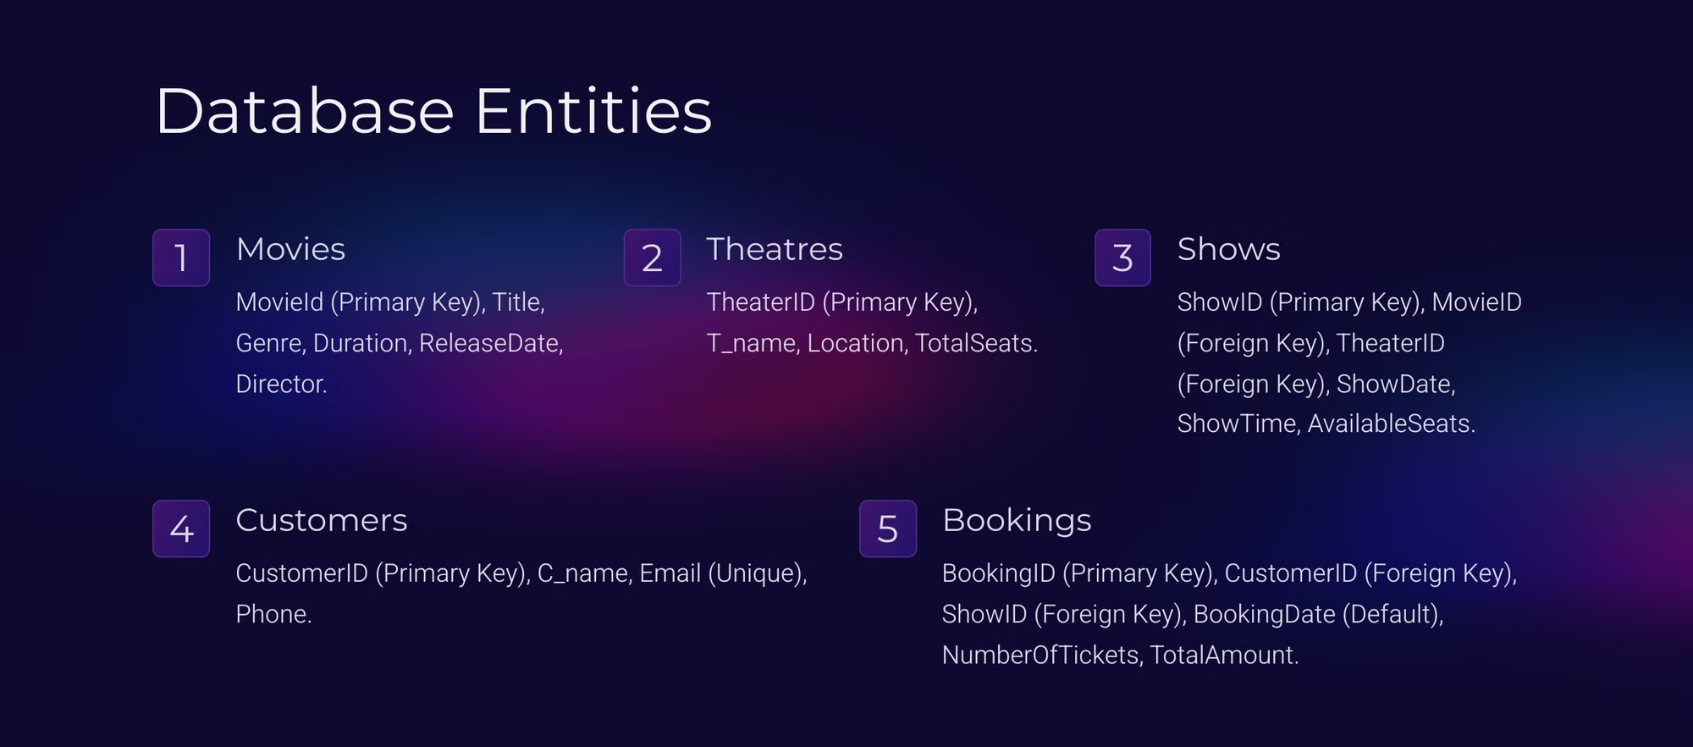 Database Entities
1
Movies
MovieId (Primary Key), Title,
Genre, Duration, ReleaseDate,
Director.
2
Theatres
TheaterID (Primary Key),
T_name, Location, TotalSeats.
3
Shows
ShowID (Primary Key), MovieID
(Foreign Key), TheaterID
(Foreign Key), ShowDate,
ShowTime, AvailableSeats.
4
Customers
CustomerID (Primary Key), C_name, Email (Unique),
Phone.
5
Bookings
BookingID (Primary Key), CustomerID (Foreign Key),
ShowID (Foreign Key), BookingDate (Default),
NumberOfTickets, TotalAmount.